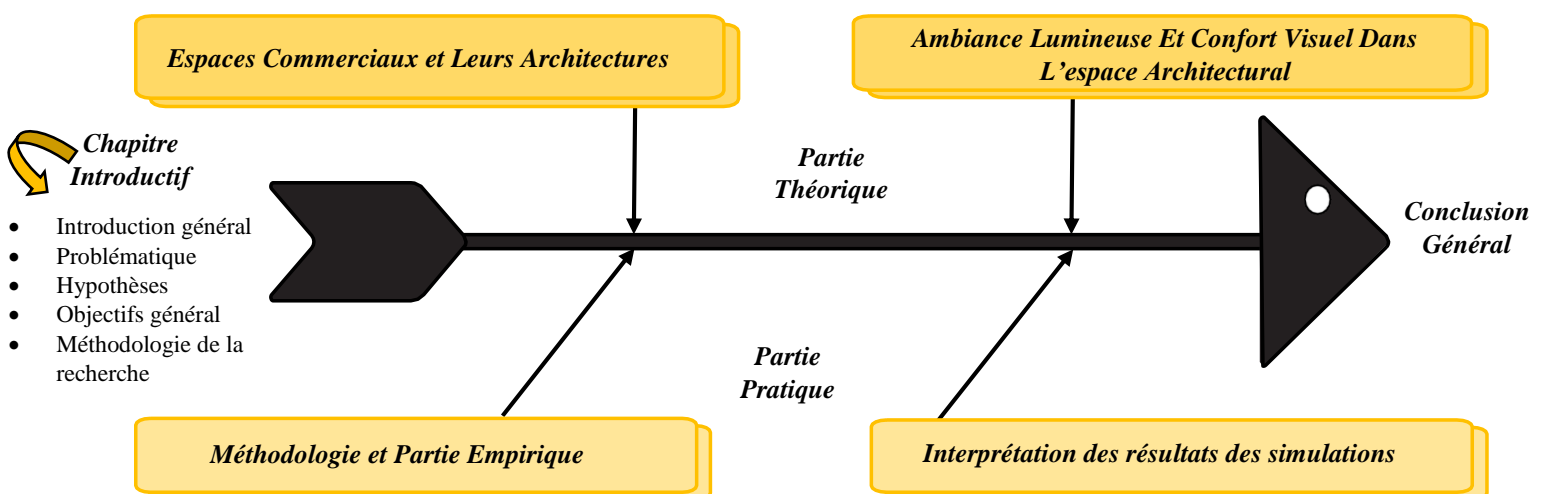 Espaces Commerciaux et Leurs Architectures
Ambiance Lumineuse Et Confort Visuel Dans
L’espace Architectural
Chapitre
Introductif
• Introduction général
• Problématique
• Hypothèses
• Objectifs général
• Méthodologie de la
recherche
Partie
Théorique
Conclusion
Général
Partie
Pratique
Méthodologie et Partie Empirique
Interprétation des résultats des simulations